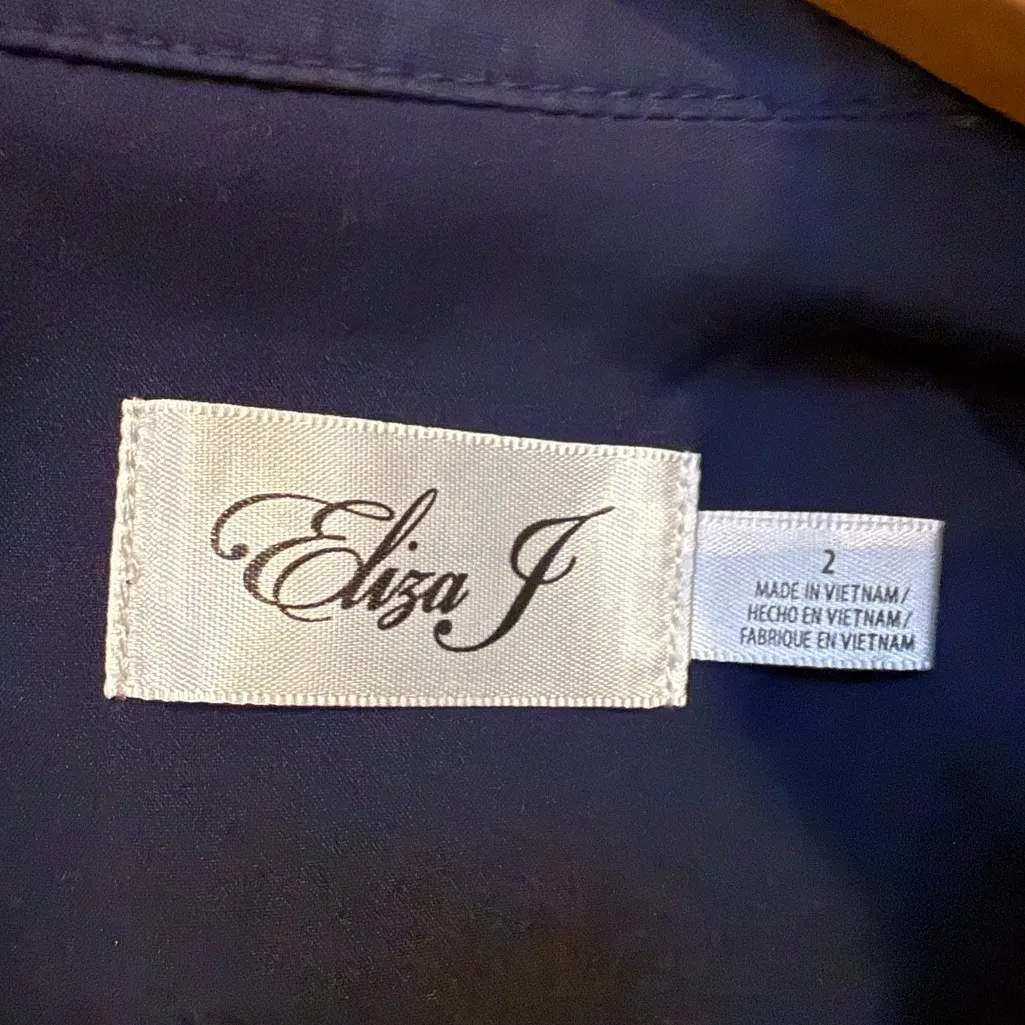 Eliza J
2
MADE IN VIETNAM/
HECHO EN VIETNAM/
FABRIQUE EN VIETNAM